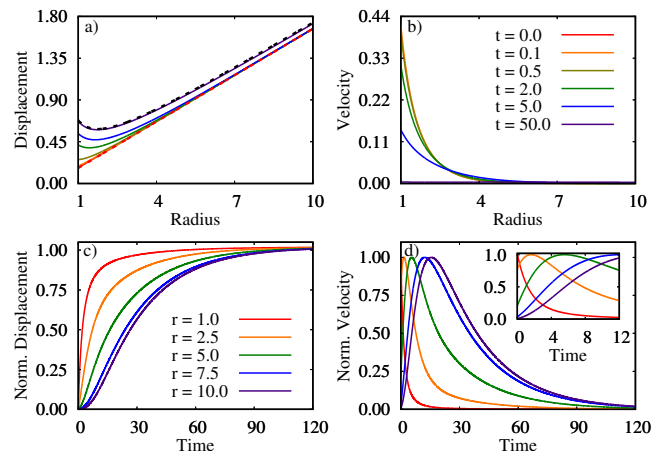 a)
Displacement
1.80
0.90
0.45
0.00
1 4 7 10
Radius
b)
Velocity
0.44
0.33
0.22
0.11
0.00
t = 0.0
t = 0.1
t = 0.5
t = 2.0
t = 5.0
t = 50.0
1 4 7 10
Radius
c)
Norm. Displacement
1.00
0.75
0.50
0.25
0.00
r = 1.0
r = 2.5
r = 5.0
r = 7.5
r = 10.0
0 30 60 90 120
Time
d)
Norm. Velocity
1.00
0.75
0.50
0.25
0.00
1.0
0.5
0.0
0 4 8 12
Time
0 30 60 90 120
Time